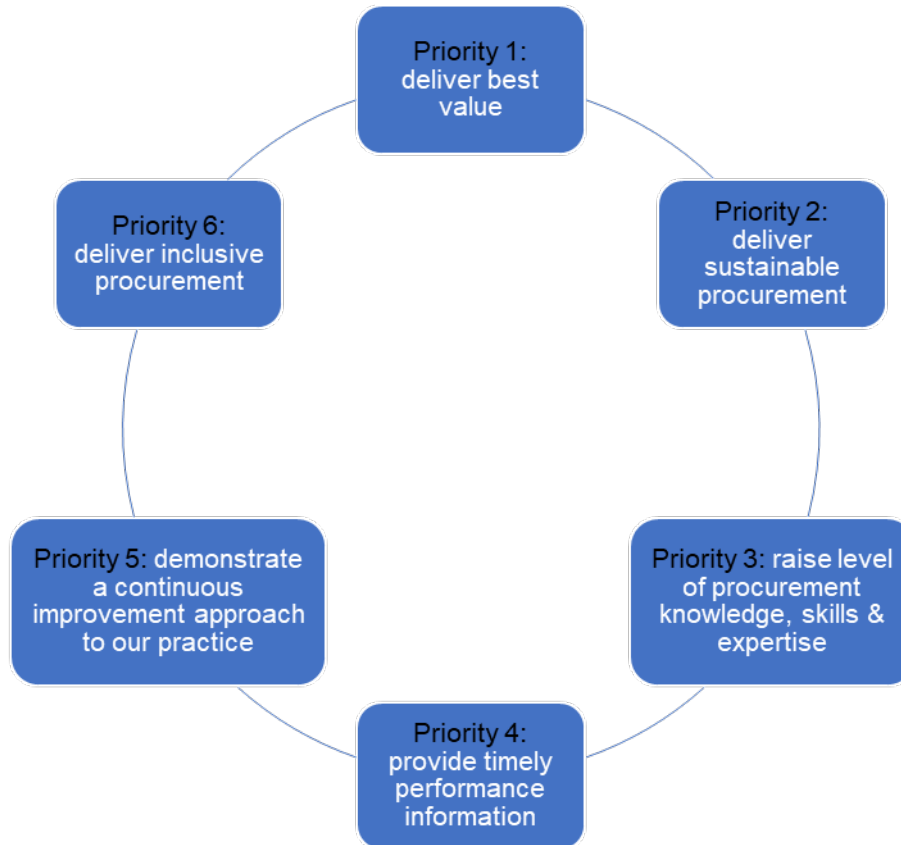 Priority 1:
deliver best
value
Priority 2:
deliver
sustainable
procurement
Priority 3: raise level
of procurement
knowledge, skills &
expertise
Priority 4:
provide timely
performance
information
Priority 5: demonstrate
a continuous
improvement approach
to our practice
Priority 6:
deliver inclusive
procurement